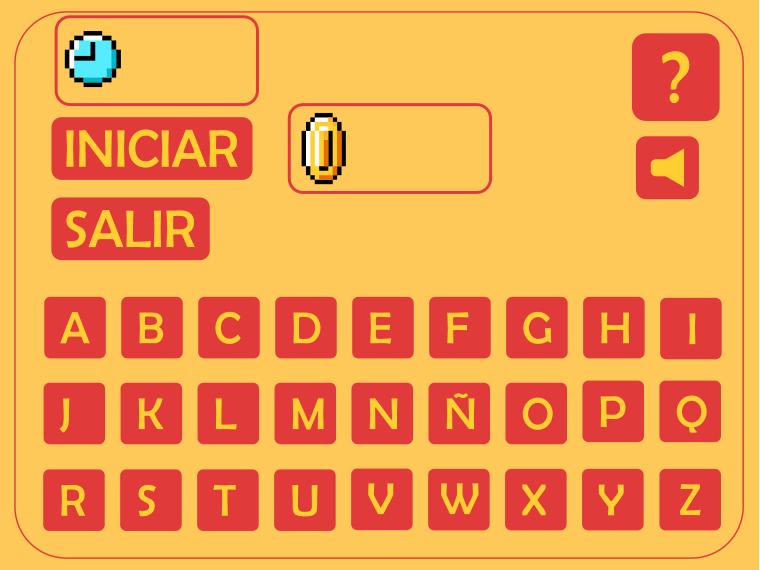 ?
INICIAR
SALIR
A B C D E F G H I
J K L M N Ñ O P Q
R S T U V W X Y Z